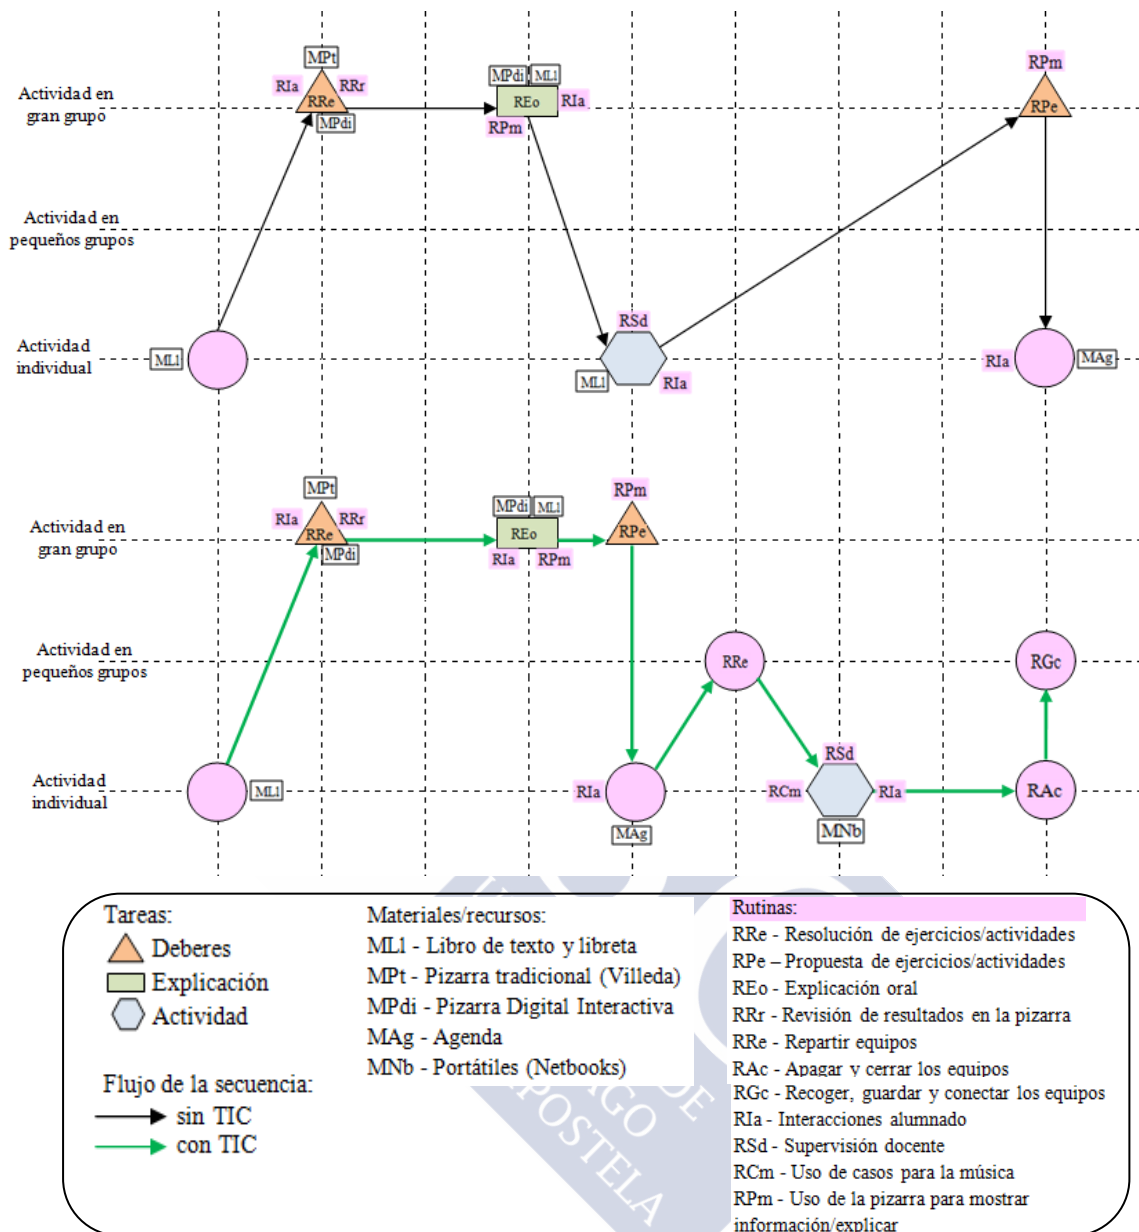 MPt
RIa
RRr
RRe
MPdi
MPdi
ML1
REo
RIa
RPm
RPm
RPe
Actividad en
gran grupo
Actividad en
pequeños grupos
Actividad
individual
ML1
RSd
ML1
RIa
RIa
MAg
MPt
RIa
RRr
RRe
MPdi
MPdi
ML1
REo
RIa
RPm
RPm
RPe
Actividad en
gran grupo
Actividad en
pequeños grupos
RRe
RGc
Actividad
individual
ML1
RIa
MAg
RSd
RCm
RIa
MNb
RAc
Tareas:
Deberes
Explicación
Actividad
Flujo de la secuencia:
sin TIC
con TIC
Materiales/recursos:
ML1 - Libro de texto y libreta
MPt - Pizarra tradicional (Villeda)
MPdi - Pizarra Digital Interactiva
MAg - Agenda
MNb - Portátiles (Netbooks)
Rutinas:
RRe - Resolución de ejercicios/actividades
RPe – Propuesta de ejercicios/actividades
REo - Explicación oral
RRr - Revisión de resultados en la pizarra
RRe - Repartir equipos
RAc - Apagar y cerrar los equipos
RGc - Recoger, guardar y conectar los equipos
RIa - Interacciones alumnado
RSd - Supervisión docente
RCm - Uso de casos para la música
RPm - Uso de la pizarra para mostrar
información/explicar
DE
AGO
POSTELA